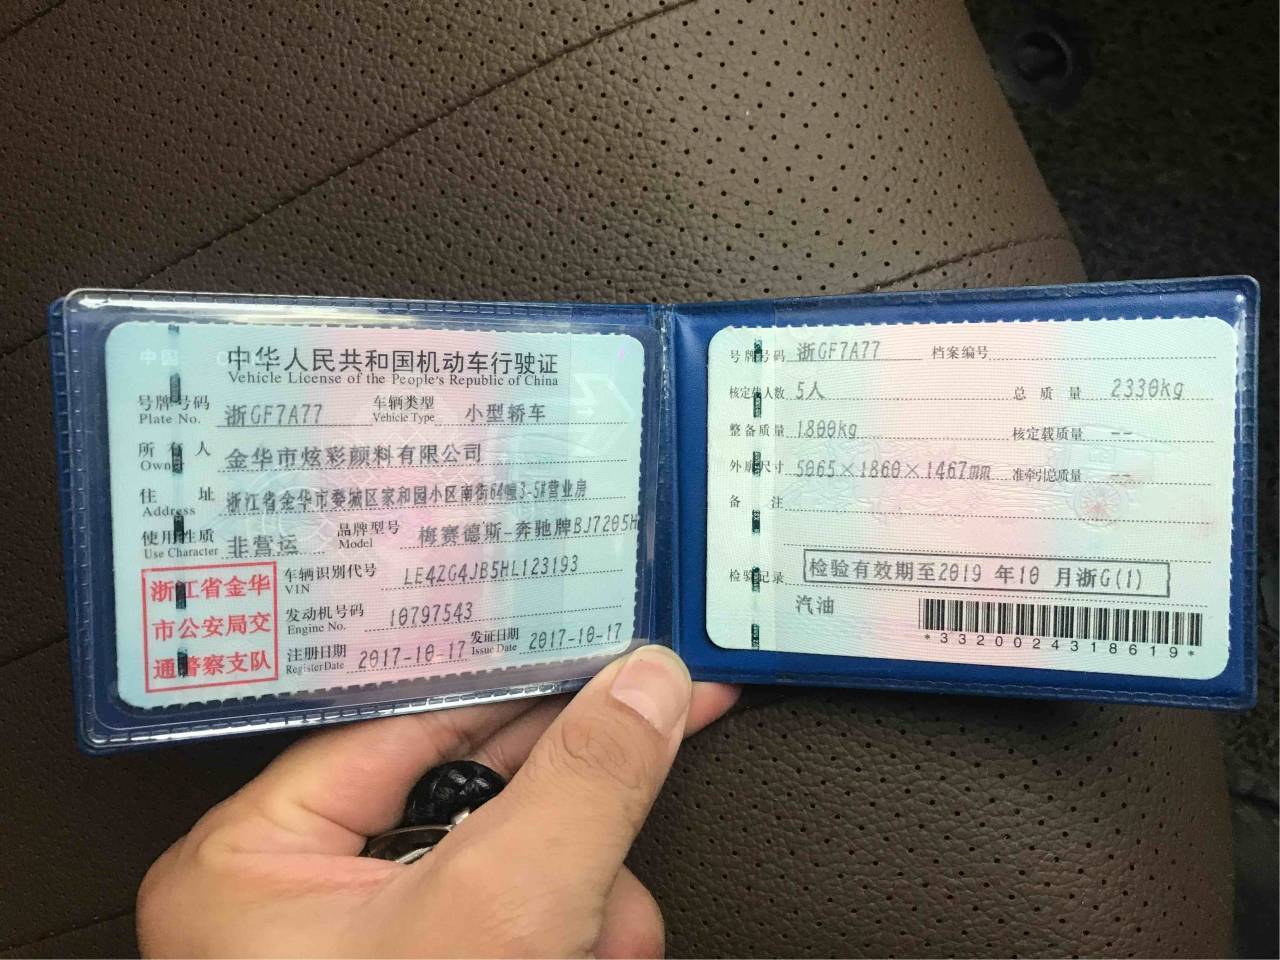 中华人民共和国机动车行驶证
Vehicle License of the People's Republic of China
号牌号码 浙GF7A77 车辆类型 小型轿车
Plate No. Vehicle Type
所有人 金华市炫彩颜料有限公司
Owner
住址 浙江省金华市婺城区家和园小区南街64幢3-5#营业房
Address
使用性质 非营运 品牌型号 梅赛德斯-奔驰牌BJ7205H
Use Character Model
浙江省金华
市公安局交
通警察支队
车辆识别代号 LE4ZG4JB5HL123193
VIN
发动机号码 10797543
Engine No.
注册日期 2017-10-17 发证日期 2017-10-17
Register Date Issue Date
号牌号码 浙GF7A77 档案编号
核定载人数 5人 总质量 2330kg
整备质量 1800kg 核定载质量 --
外廓尺寸 5065×1860×1467mm 准牵引总质量 --
备注
检验记录 检验有效期至2019 年10 月浙G(1)
汽油
*3320024318619*